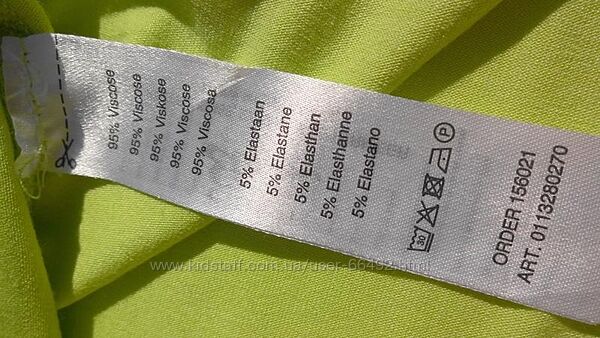 95% Viscose
95% Viscose
95% Viskose
95% Viscose
95% Viscosa
5% Elastaan
5% Elastane
5% Elasthan
5% Elasthanne
5% Elastano
30
P
ORDER 156021
ART. 0113280270